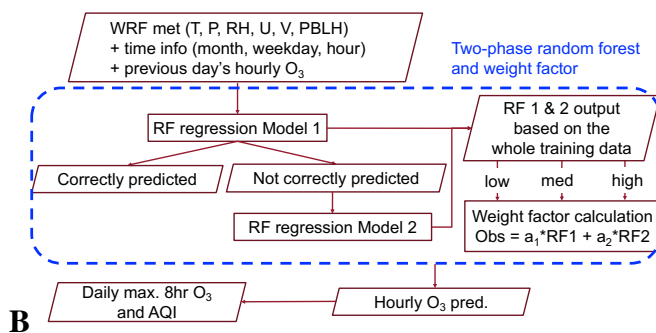 WRF met (T, P, RH, U, V, PBLH)
+ time info (month, weekday, hour)
+ previous day's hourly O3
Two-phase random forest
and weight factor
RF regression Model 1
RF 1 & 2 output
based on the
whole training data
Correctly predicted
Not correctly predicted
low med high
RF regression Model 2
Weight factor calculation
Obs = a1*RF1 + a2*RF2
Daily max. 8hr O3
and AQI
Hourly O3 pred.
B